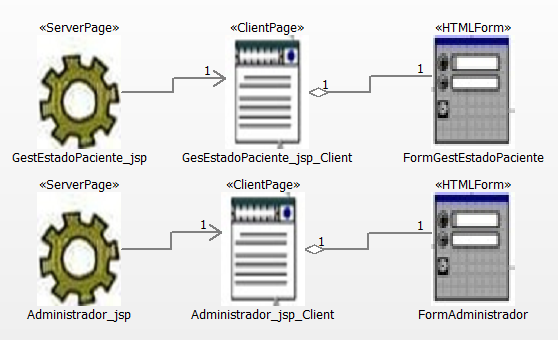 «ServerPage» «ClientPage» «HTMLForm»
1 1 1
GestEstadoPaciente_jsp GesEstadoPaciente_jsp_Client FormGestEstadoPaciente
«ServerPage» «ClientPage» «HTMLForm»
1 1 1
Administrador_jsp Administrador_jsp_Client FormAdministrador